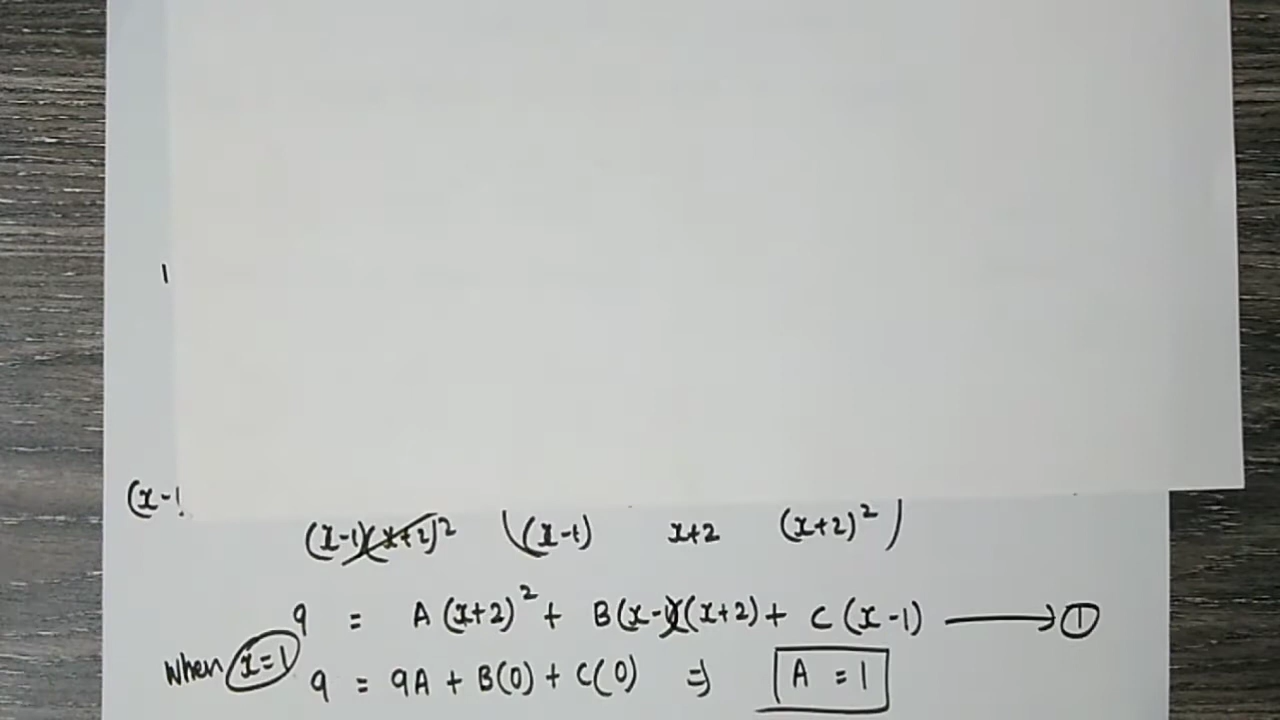 1
(x-1
(x-1)(x+2)² ((x-1) x+2 (x+2)²)
9 = A(x+2)² + B(x-1)(x+2) + C(x-1) ⟶ ①
When x=1 9 = 9A + B(0) + C(0) ⇒ A = 1